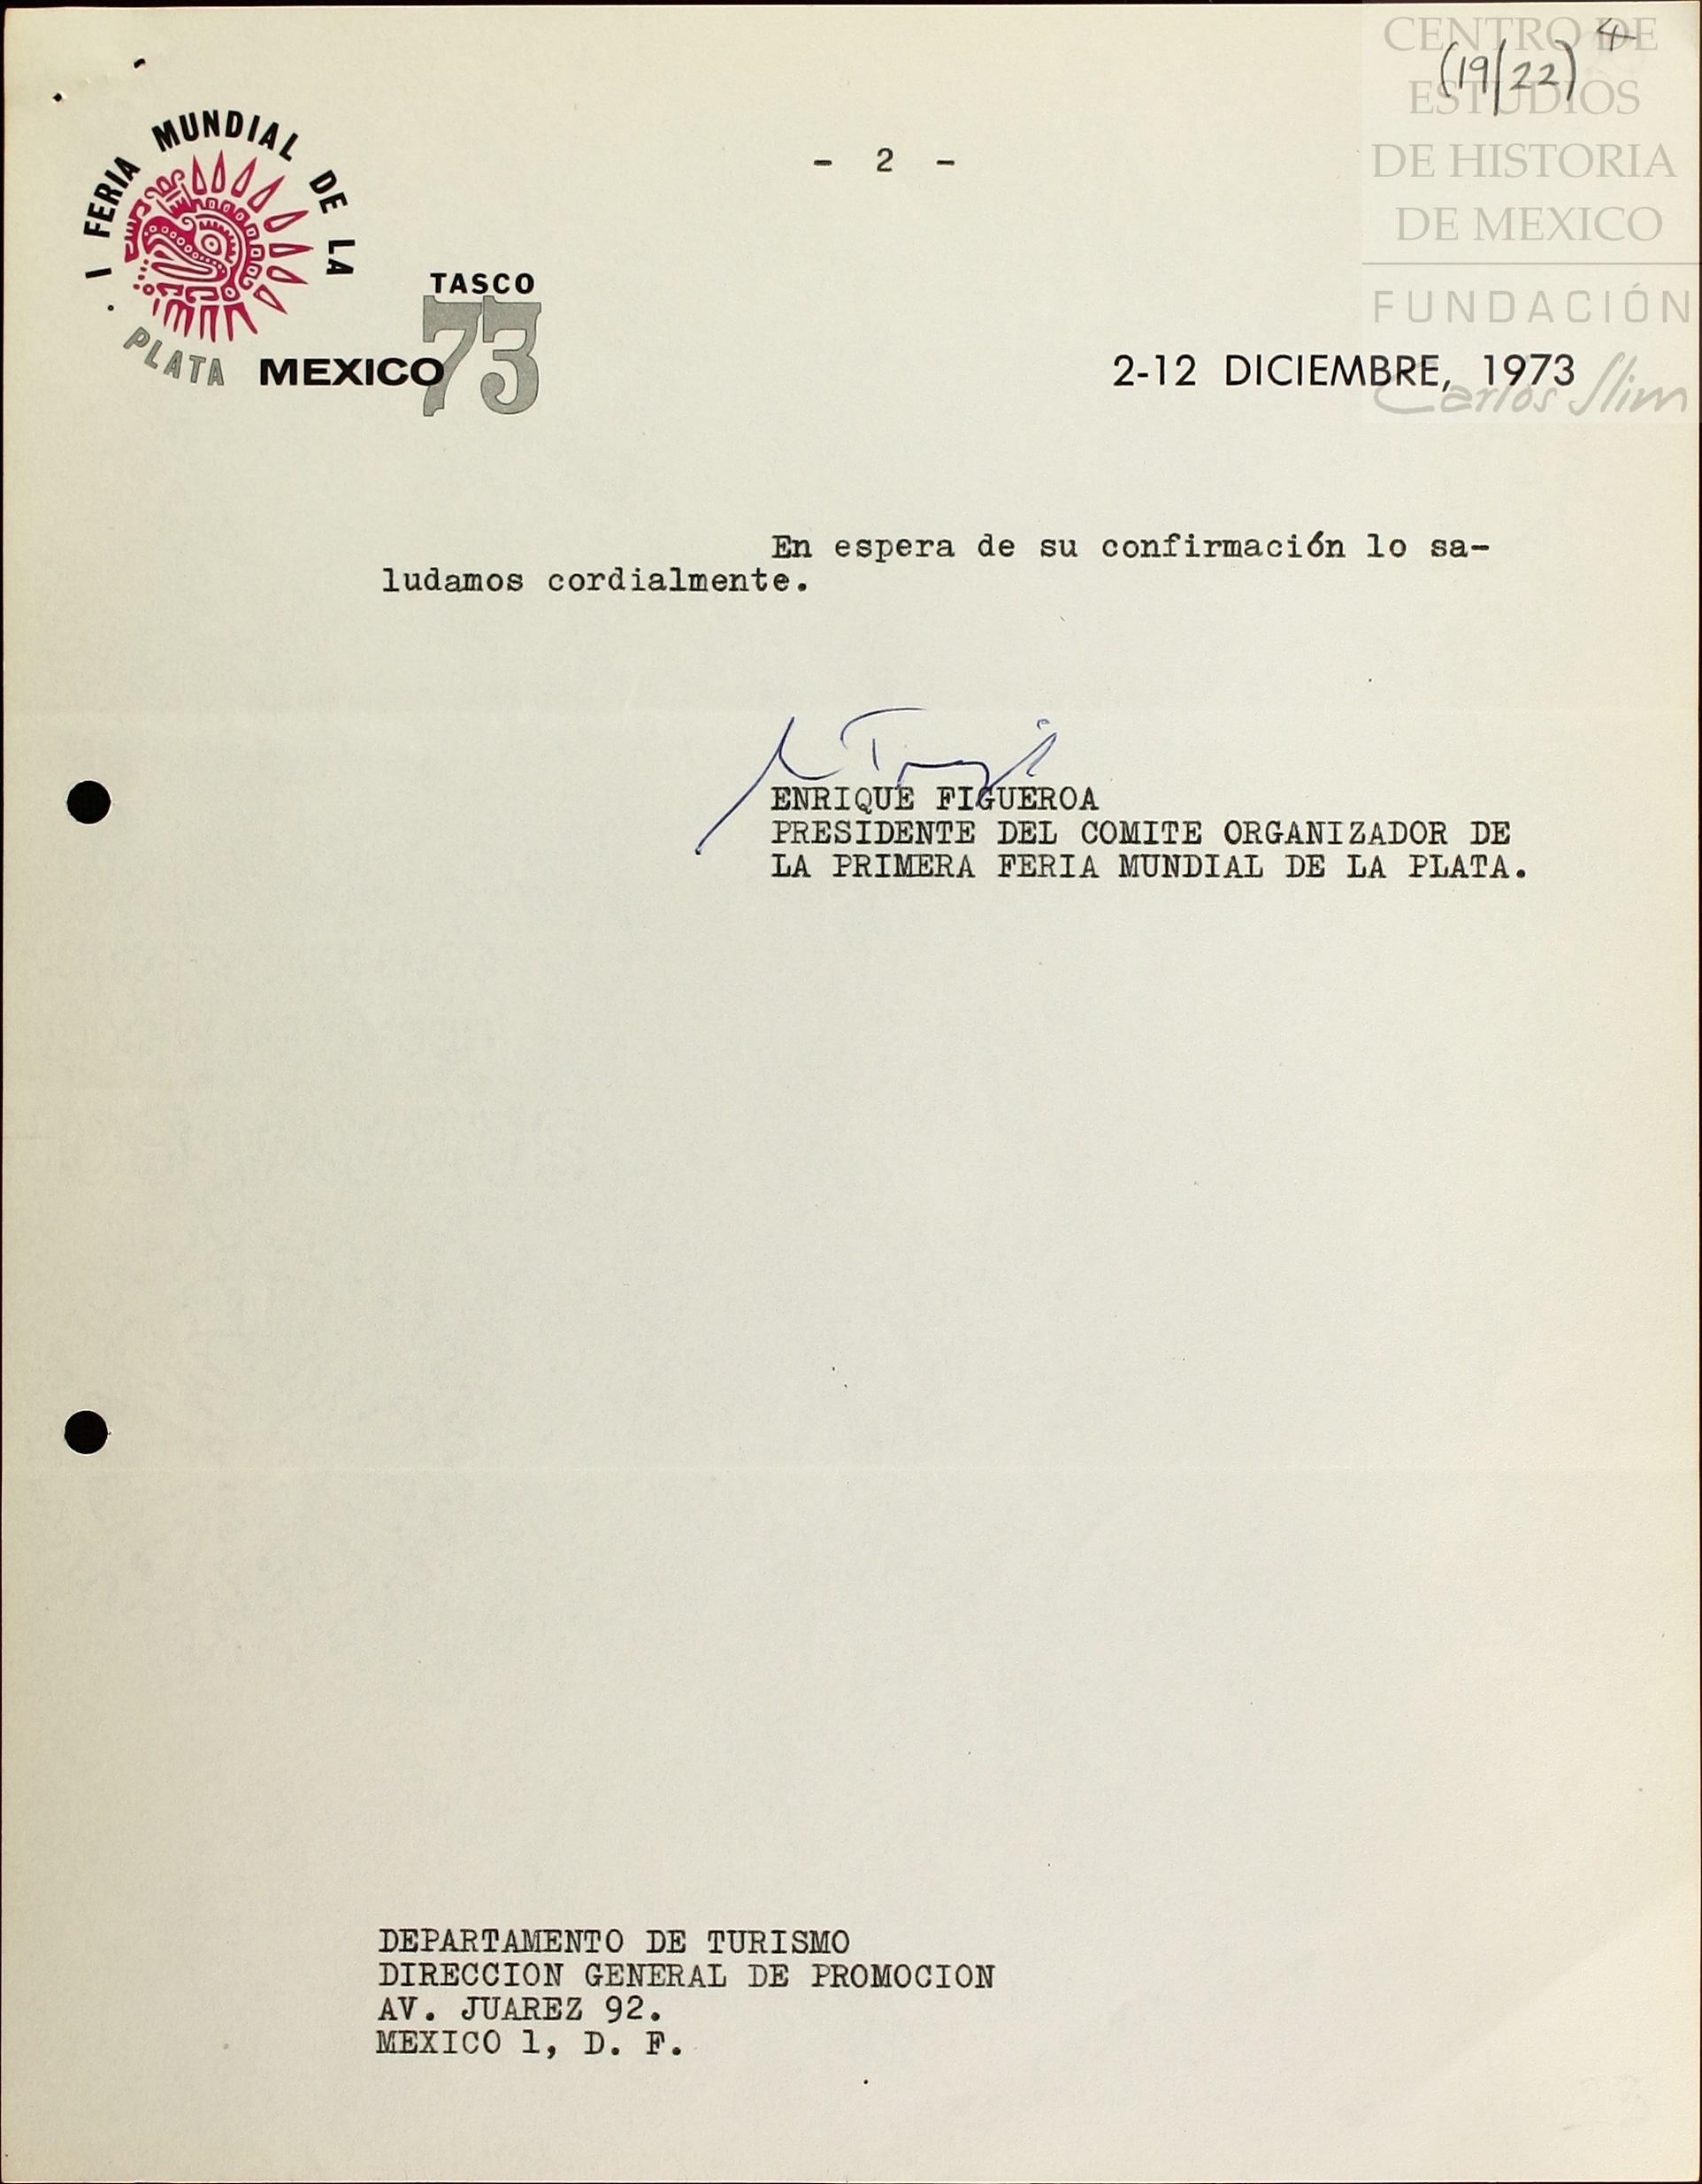 CENTRO DE
ESTUDIOS
DE HISTORIA
DE MEXICO
FUNDACIÓN
Carlos Slim
4
(19/22)
- 2 -
I FERIA MUNDIAL DE LA PLATA
TASCO
MEXICO 73
2-12 DICIEMBRE, 1973
En espera de su confirmación lo sa-
ludamos cordialmente.
ENRIQUE FIGUEROA
PRESIDENTE DEL COMITE ORGANIZADOR DE
LA PRIMERA FERIA MUNDIAL DE LA PLATA.
DEPARTAMENTO DE TURISMO
DIRECCION GENERAL DE PROMOCION
AV. JUAREZ 92.
MEXICO 1, D. F.